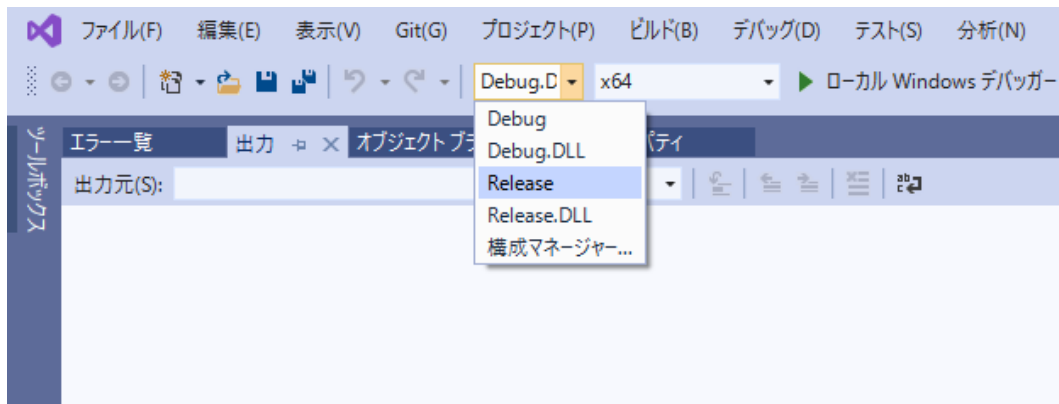 ファイル(F) 編集(E) 表示(V) Git(G) プロジェクト(P) ビルド(B) デバッグ(D) テスト(S) 分析(N)
Debug.D x64 ローカル Windows デバッガー
ツールボックス
エラー一覧 出力 オブジェクト ブラ パティ
出力元(S):
Debug
Debug.DLL
Release
Release.DLL
構成マネージャー...